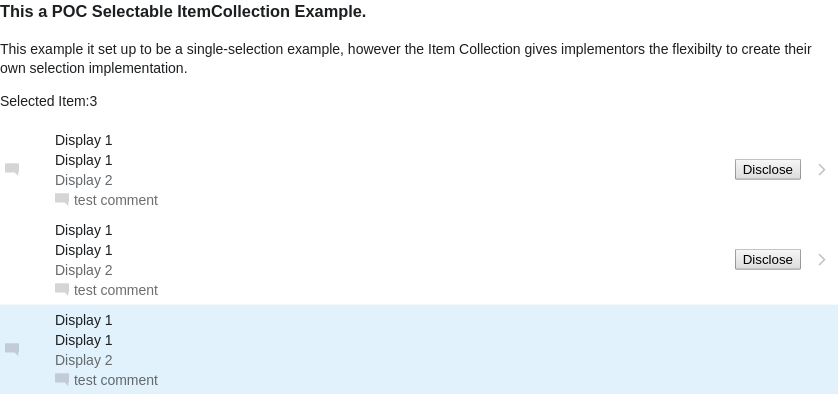 This a POC Selectable ItemCollection Example.
This example it set up to be a single-selection example, however the Item Collection gives implementors the flexibilty to create their
own selection implementation.
Selected Item:3
Display 1
Display 1
Display 2
test comment
Disclose
Display 1
Display 1
Display 2
test comment
Disclose
Display 1
Display 1
Display 2
test comment